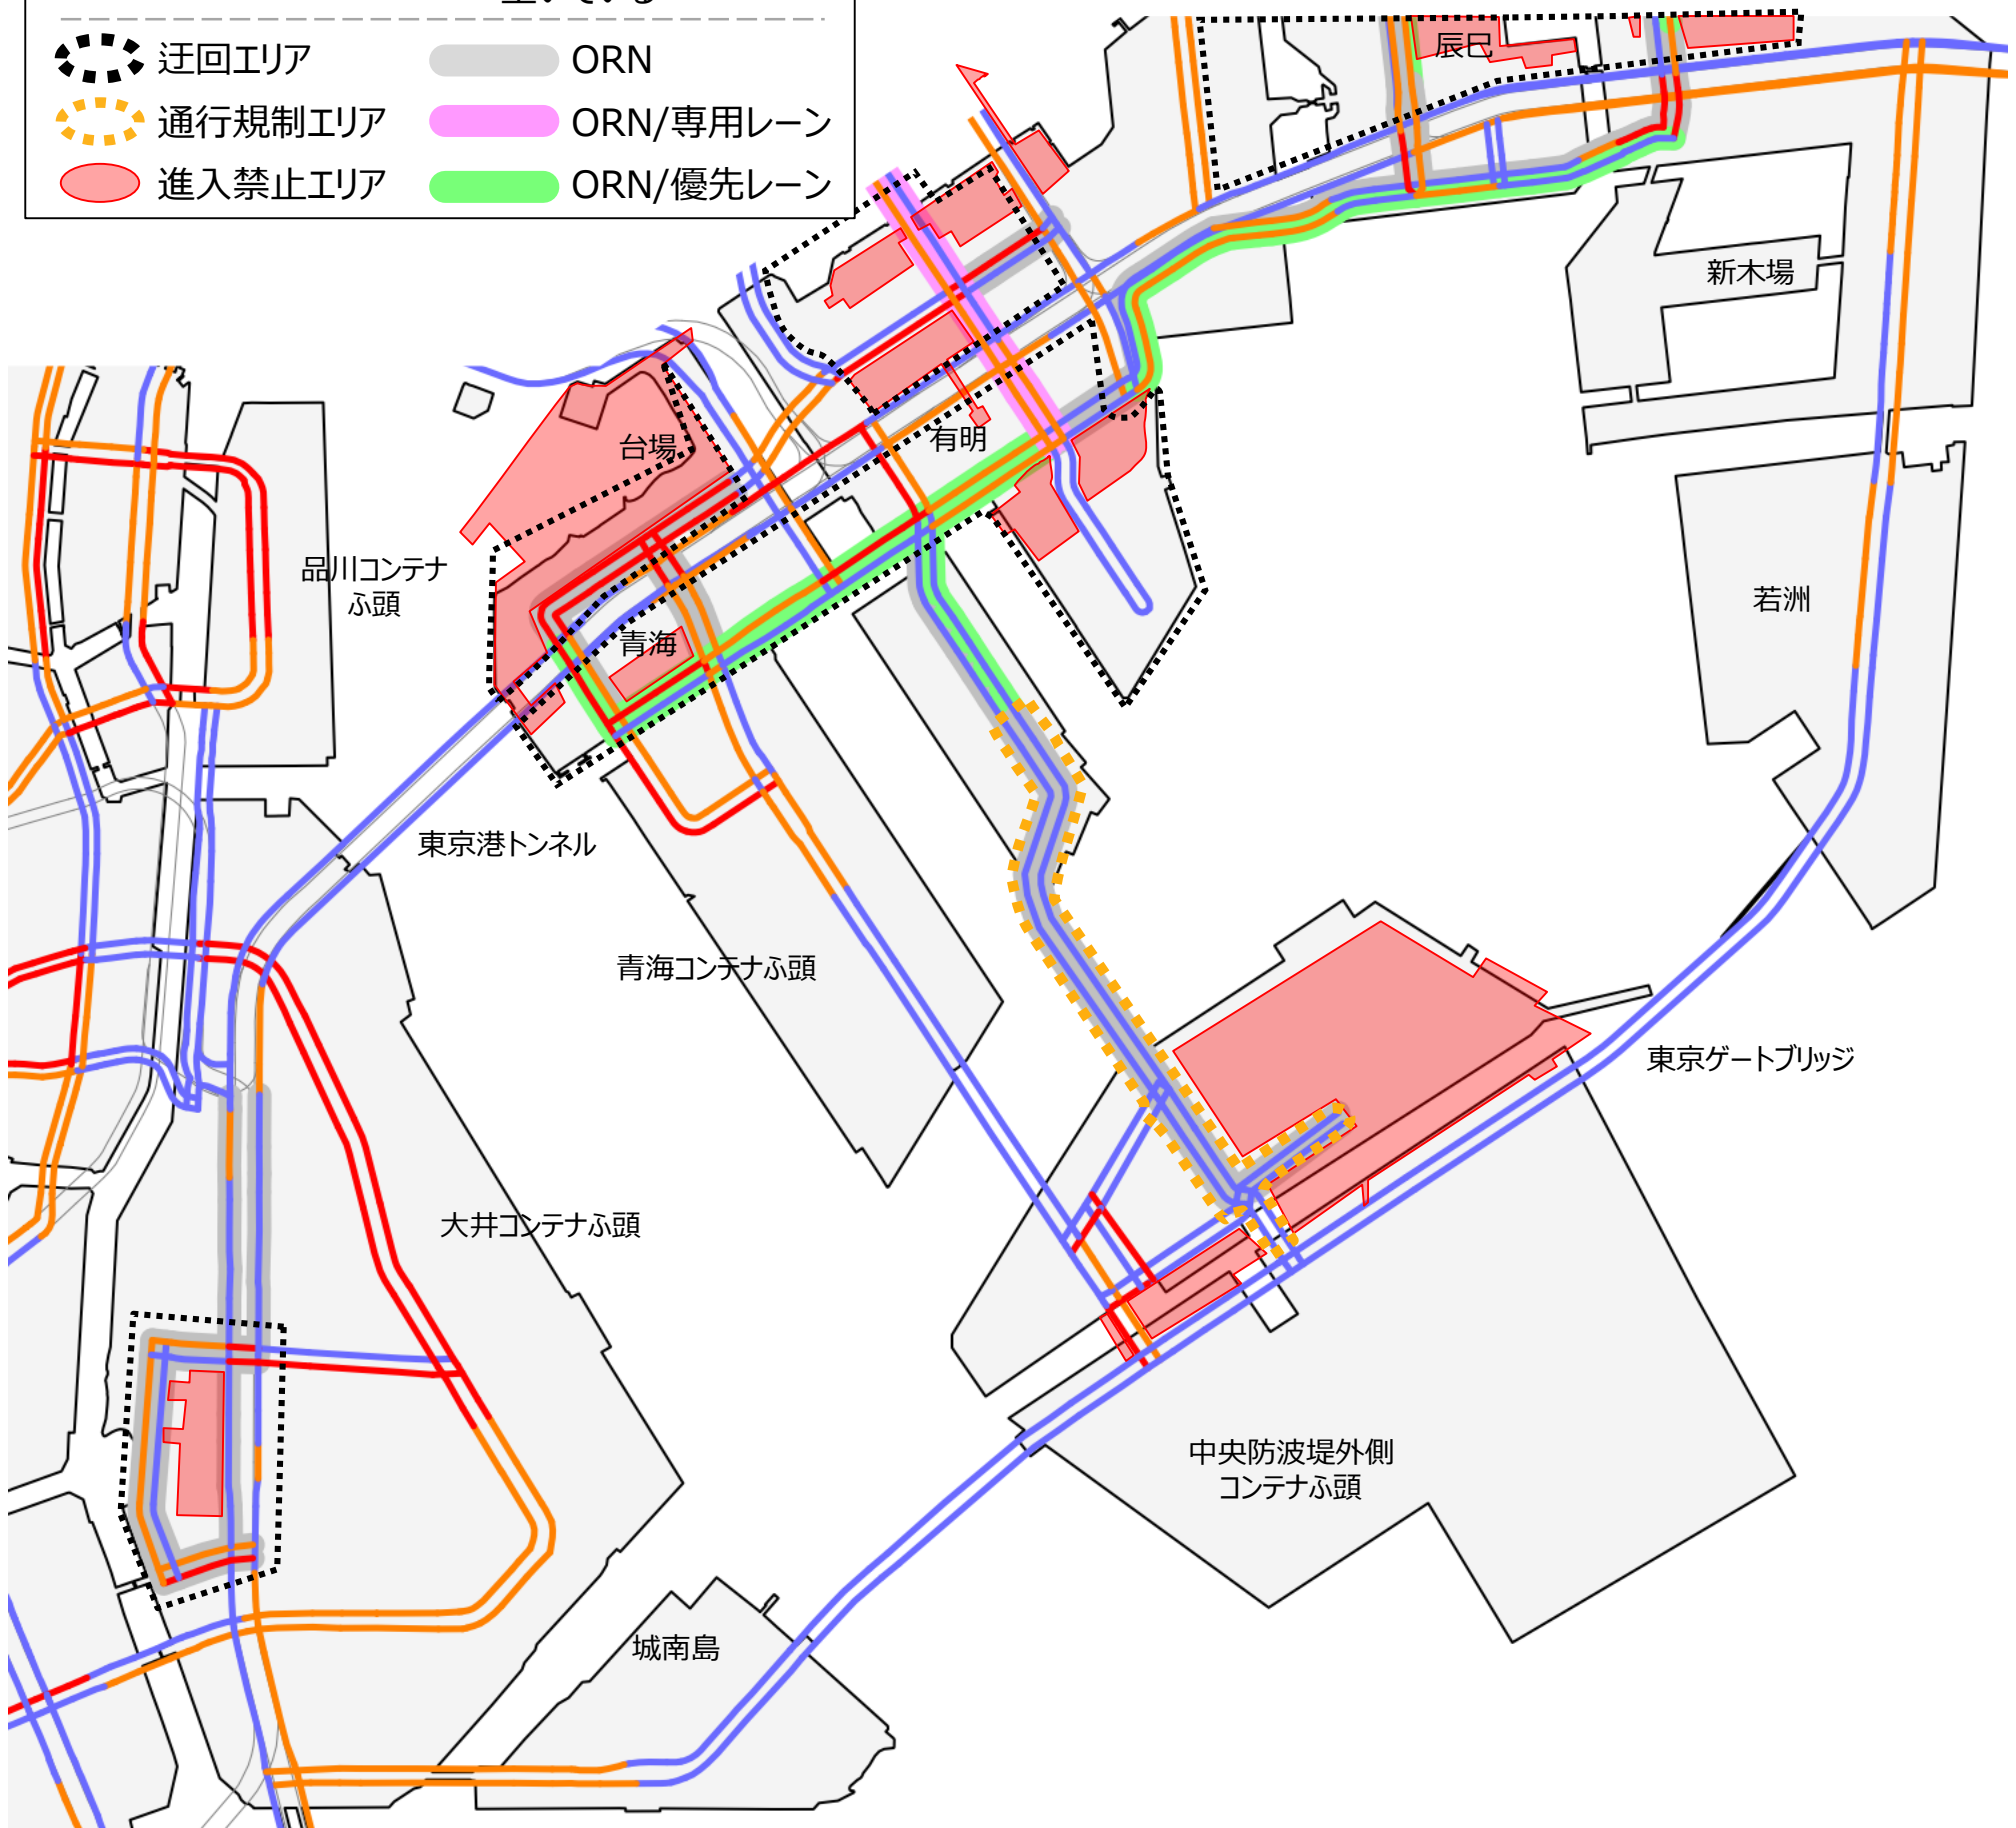 空いている
迂回エリア
ORN
通行規制エリア
ORN/専用レーン
進入禁止エリア
ORN/優先レーン
辰巳
新木場
台場
有明
品川コンテナ
ふ頭
若洲
青海
東京港トンネル
青海コンテナふ頭
東京ゲートブリッジ
大井コンテナふ頭
中央防波堤外側
コンテナふ頭
城南島